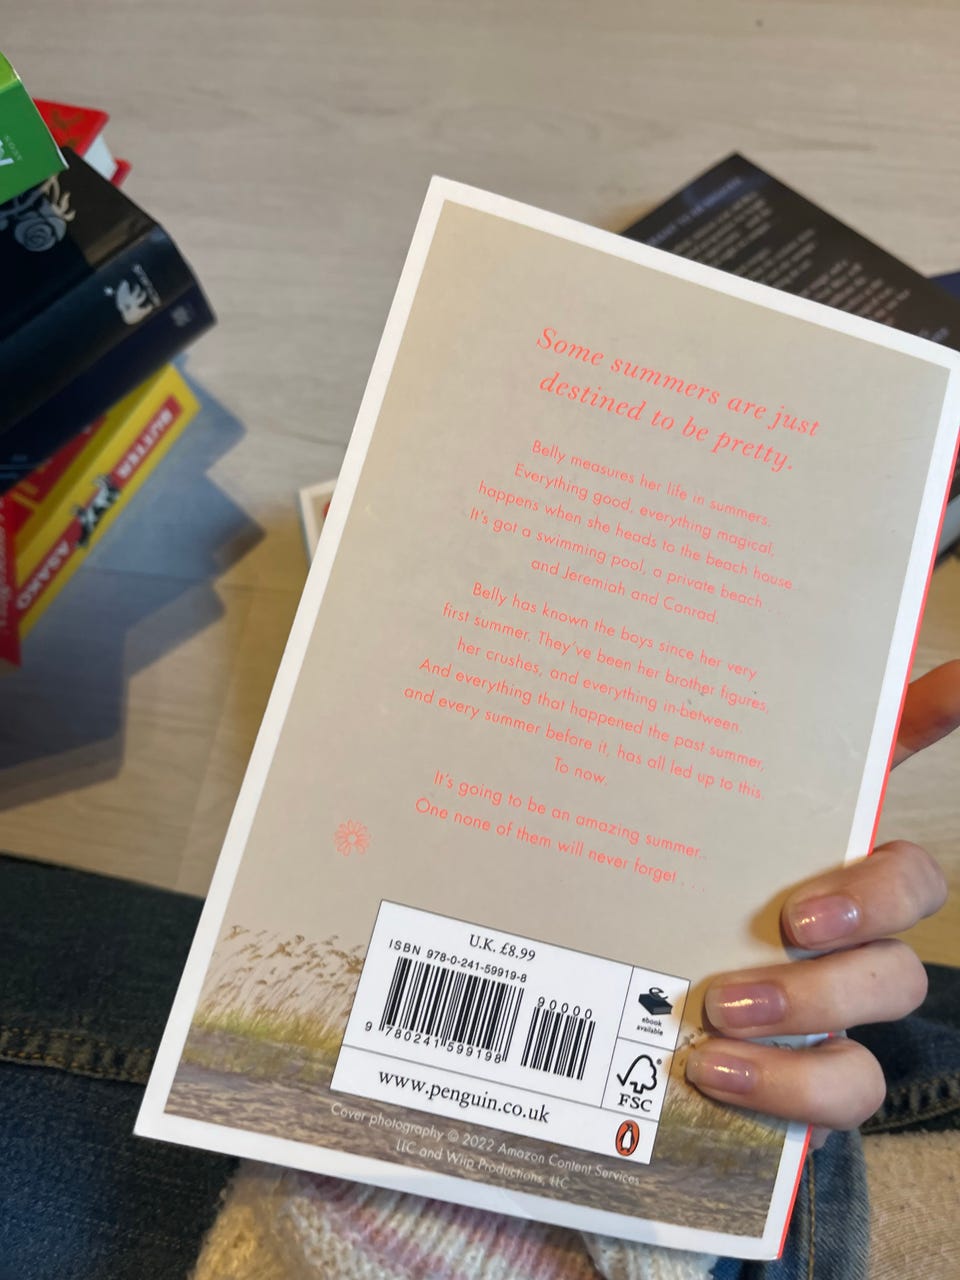 Some summers are just
destined to be pretty.
Belly measures her life in summers.
Everything good, everything magical,
happens when she heads to the beach house.
It's got a swimming pool, a private beach . . .
and Jeremiah and Conrad.
Belly has known the boys since her very
first summer. They've been her brother figures,
her crushes, and everything in-between.
And everything that happened the past summer,
and every summer before it, has all led up to this.
To now.
It's going to be an amazing summer.
One none of them will never forget . . .
U.K. £8.99
ISBN 978-0-241-59919-8
90000
9 780241 599198
ebook
available
FSC
www.penguin.co.uk
Cover photography © 2022 Amazon Content Services
LLC and Wiip Productions, LLC
BUTTER
ASAKO